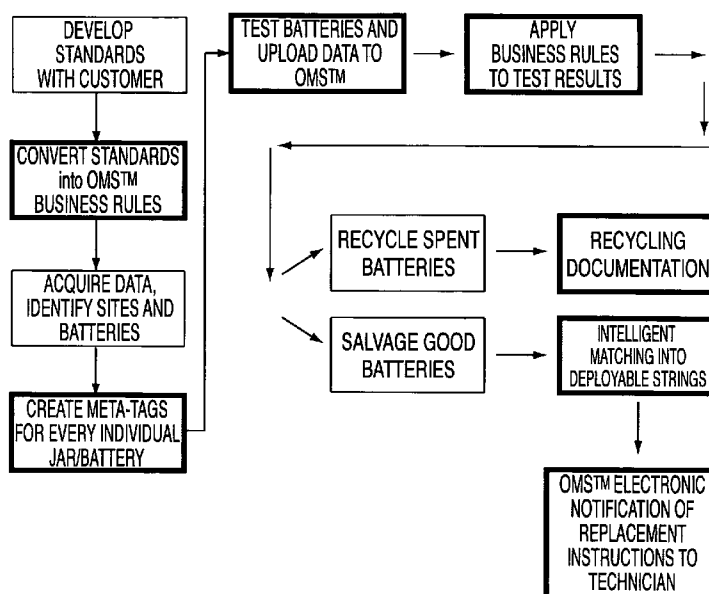 DEVELOP
STANDARDS
WITH CUSTOMER
CONVERT STANDARDS
into OMS™
BUSINESS RULES
ACQUIRE DATA,
IDENTIFY SITES AND
BATTERIES
CREATE META-TAGS
FOR EVERY INDIVIDUAL
JAR/BATTERY
TEST BATTERIES AND
UPLOAD DATA TO
OMS™
APPLY
BUSINESS RULES
TO TEST RESULTS
RECYCLE SPENT
BATTERIES
RECYCLING
DOCUMENTATION
SALVAGE GOOD
BATTERIES
INTELLIGENT
MATCHING INTO
DEPLOYABLE STRINGS
OMS™ ELECTRONIC
NOTIFICATION OF
REPLACEMENT
INSTRUCTIONS TO
TECHNICIAN